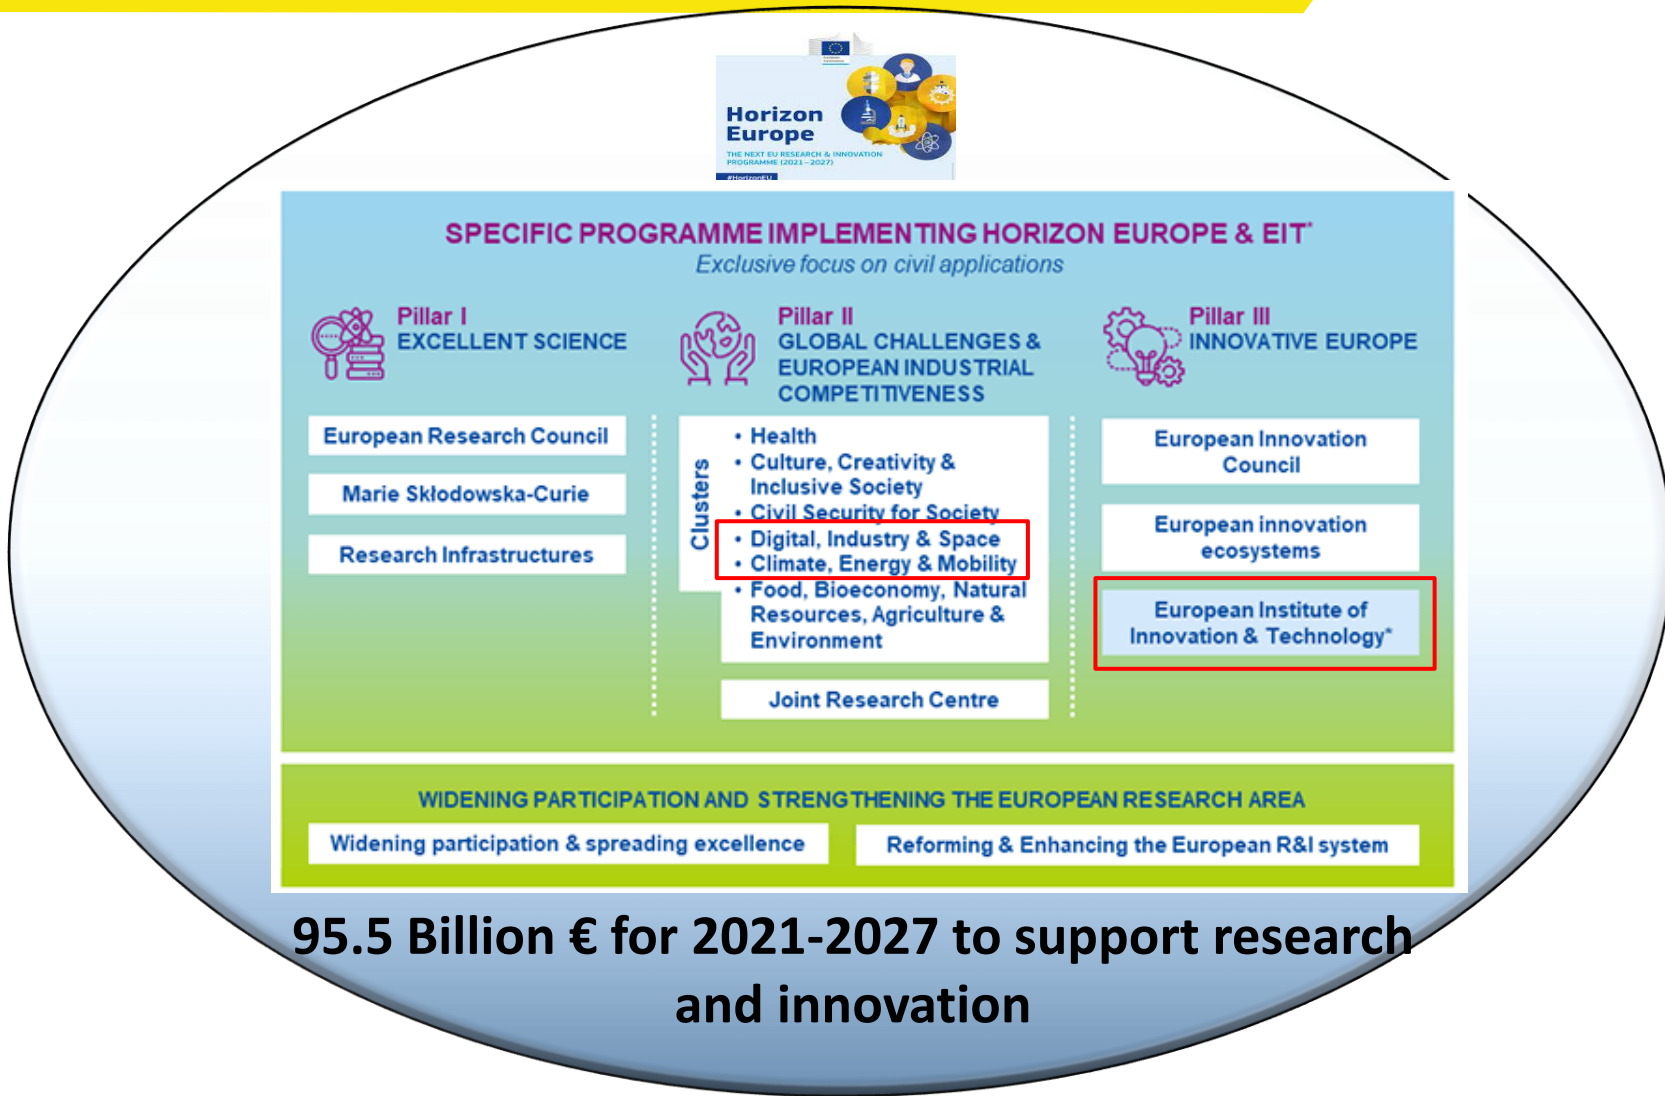 Horizon
Europe
THE NEXT EU RESEARCH & INNOVATION
PROGRAMME (2021 – 2027)
#HorizonEU
SPECIFIC PROGRAMME IMPLEMENTING HORIZON EUROPE & EIT*
Exclusive focus on civil applications
Pillar I
EXCELLENT SCIENCE
European Research Council
Marie Skłodowska-Curie
Research Infrastructures
Pillar II
GLOBAL CHALLENGES &
EUROPEAN INDUSTRIAL
COMPETITIVENESS
Clusters
• Health
• Culture, Creativity &
Inclusive Society
• Civil Security for Society
• Digital, Industry & Space
• Climate, Energy & Mobility
• Food, Bioeconomy, Natural
Resources, Agriculture &
Environment
Joint Research Centre
Pillar III
INNOVATIVE EUROPE
European Innovation
Council
European innovation
ecosystems
European Institute of
Innovation & Technology*
WIDENING PARTICIPATION AND STRENGTHENING THE EUROPEAN RESEARCH AREA
Widening participation & spreading excellence
Reforming & Enhancing the European R&I system
95.5 Billion € for 2021-2027 to support research
and innovation